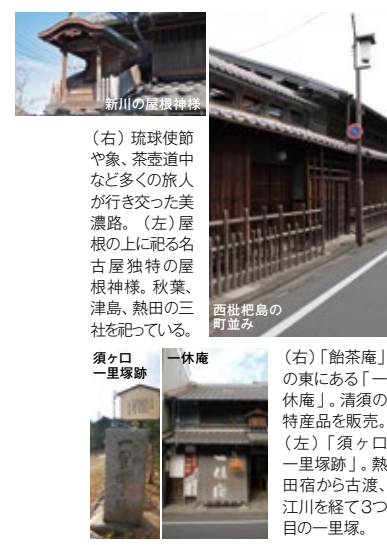 新川の屋根神様
（右）琉球使節
や象、茶壺道中
など多くの旅人
が行き交った美
濃路。（左）屋
根の上に祀る名
古屋独特の屋
根神様。秋葉、
津島、熱田の三
社を祀っている。
西枇杷島の
町並み
須ヶ口
一里塚跡
一休庵
（右）「飴茶庵」
の東にある「一
休庵」。清須の
特産品を販売。
（左）「須ヶ口
一里塚跡」。熱
田宿から古渡、
江川を経て3つ
目の一里塚。